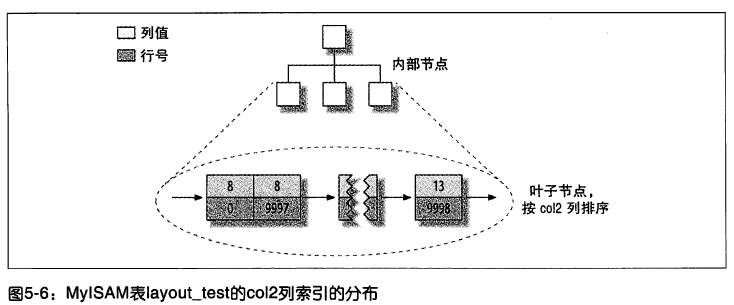 列值
行号
内部节点
8 8 13
0 9997 9998
叶子节点，
按 col2 列排序
图5-6：MyISAM表layout_test的col2列索引的分布